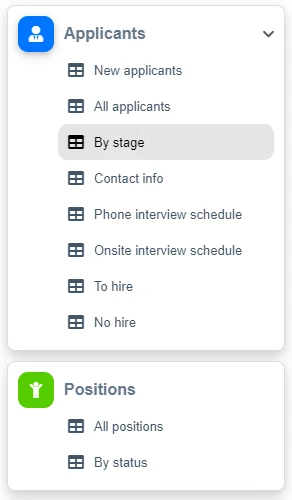 Applicants
New applicants
All applicants
By stage
Contact info
Phone interview schedule
Onsite interview schedule
To hire
No hire
Positions
All positions
By status